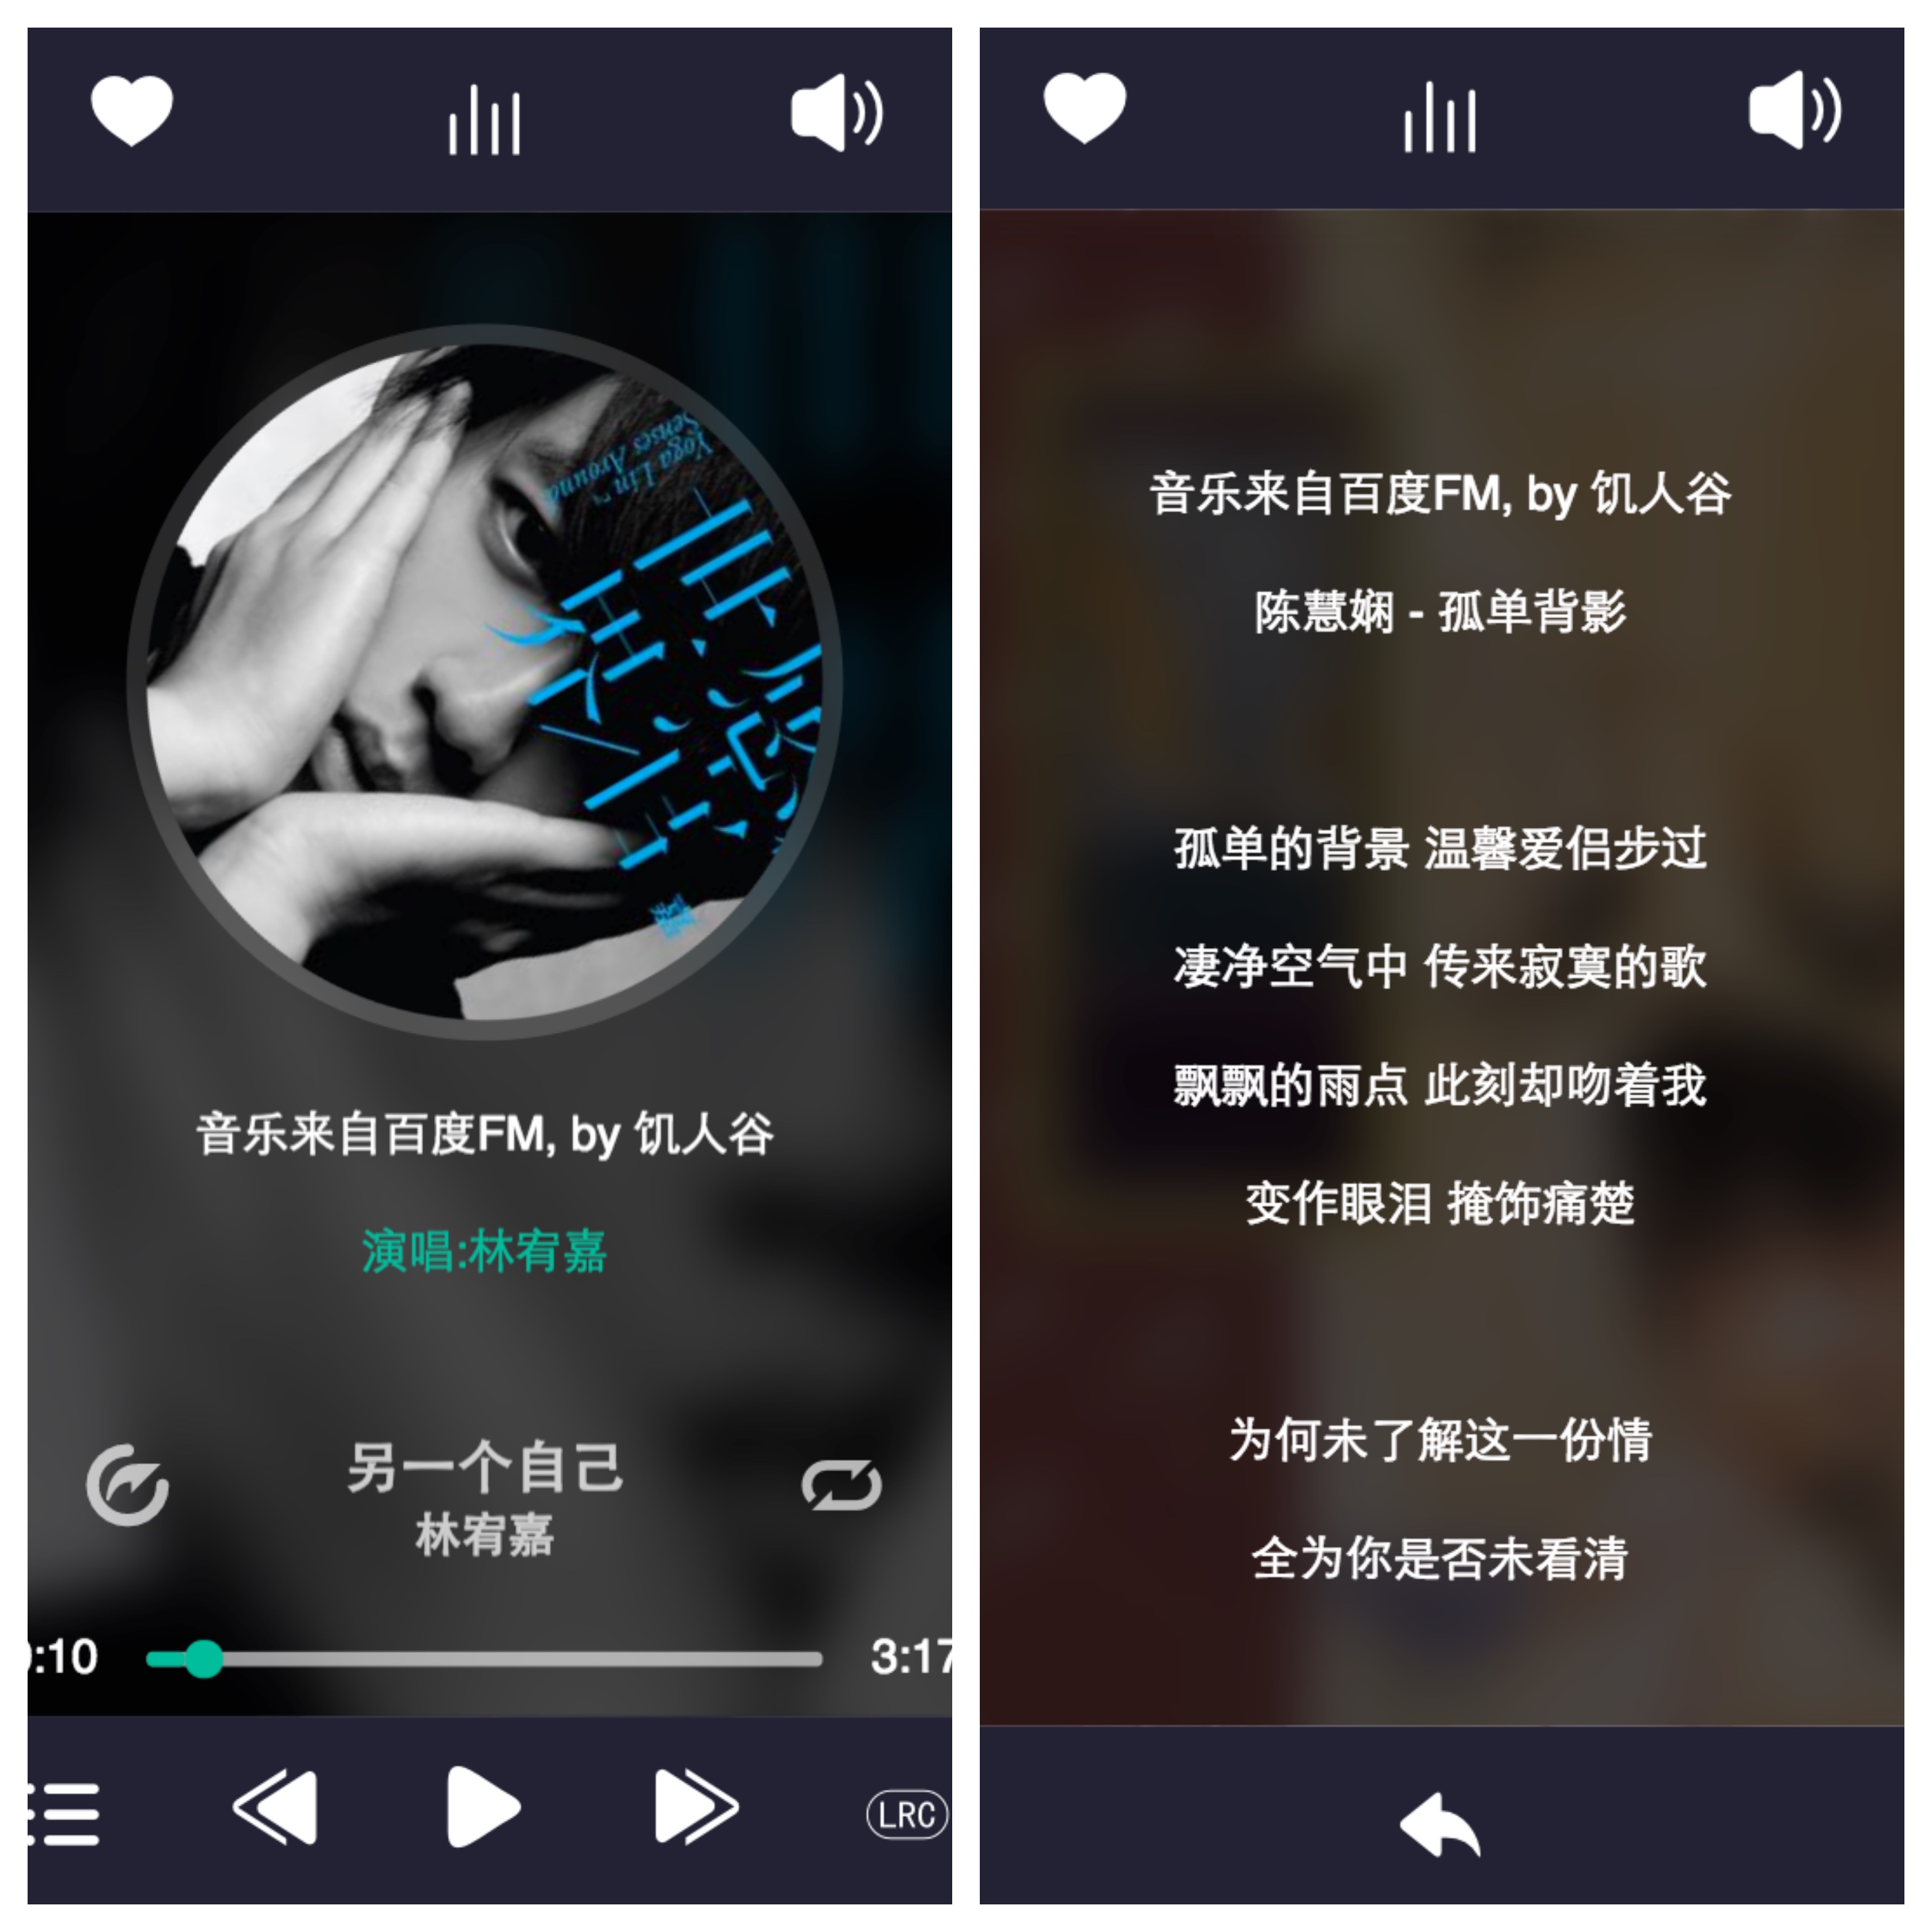 Yoga Lin
Senses Around
音乐来自百度FM, by 饥人谷
演唱:林宥嘉
另一个自己
林宥嘉
:10
3:17
LRC
音乐来自百度FM, by 饥人谷
陈慧娴 - 孤单背影
孤单的背景 温馨爱侣步过
凄净空气中 传来寂寞的歌
飘飘的雨点 此刻却吻着我
变作眼泪 掩饰痛楚
为何未了解这一份情
全为你是否未看清